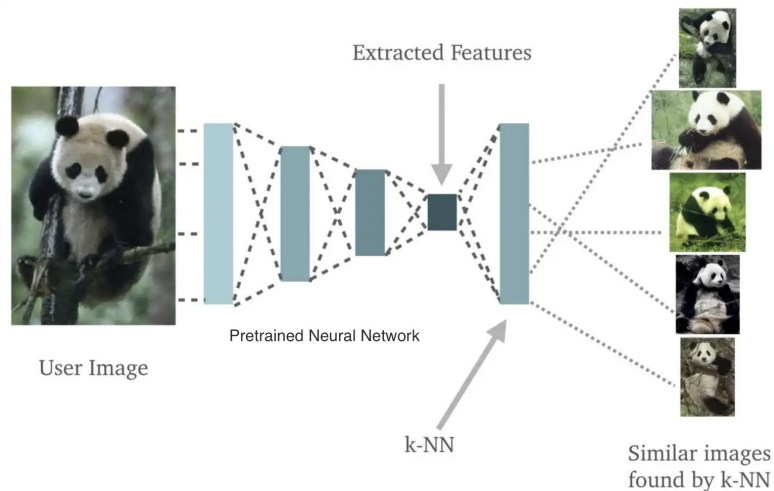 Extracted Features
Pretrained Neural Network
User Image
k-NN
Similar images
found by k-NN